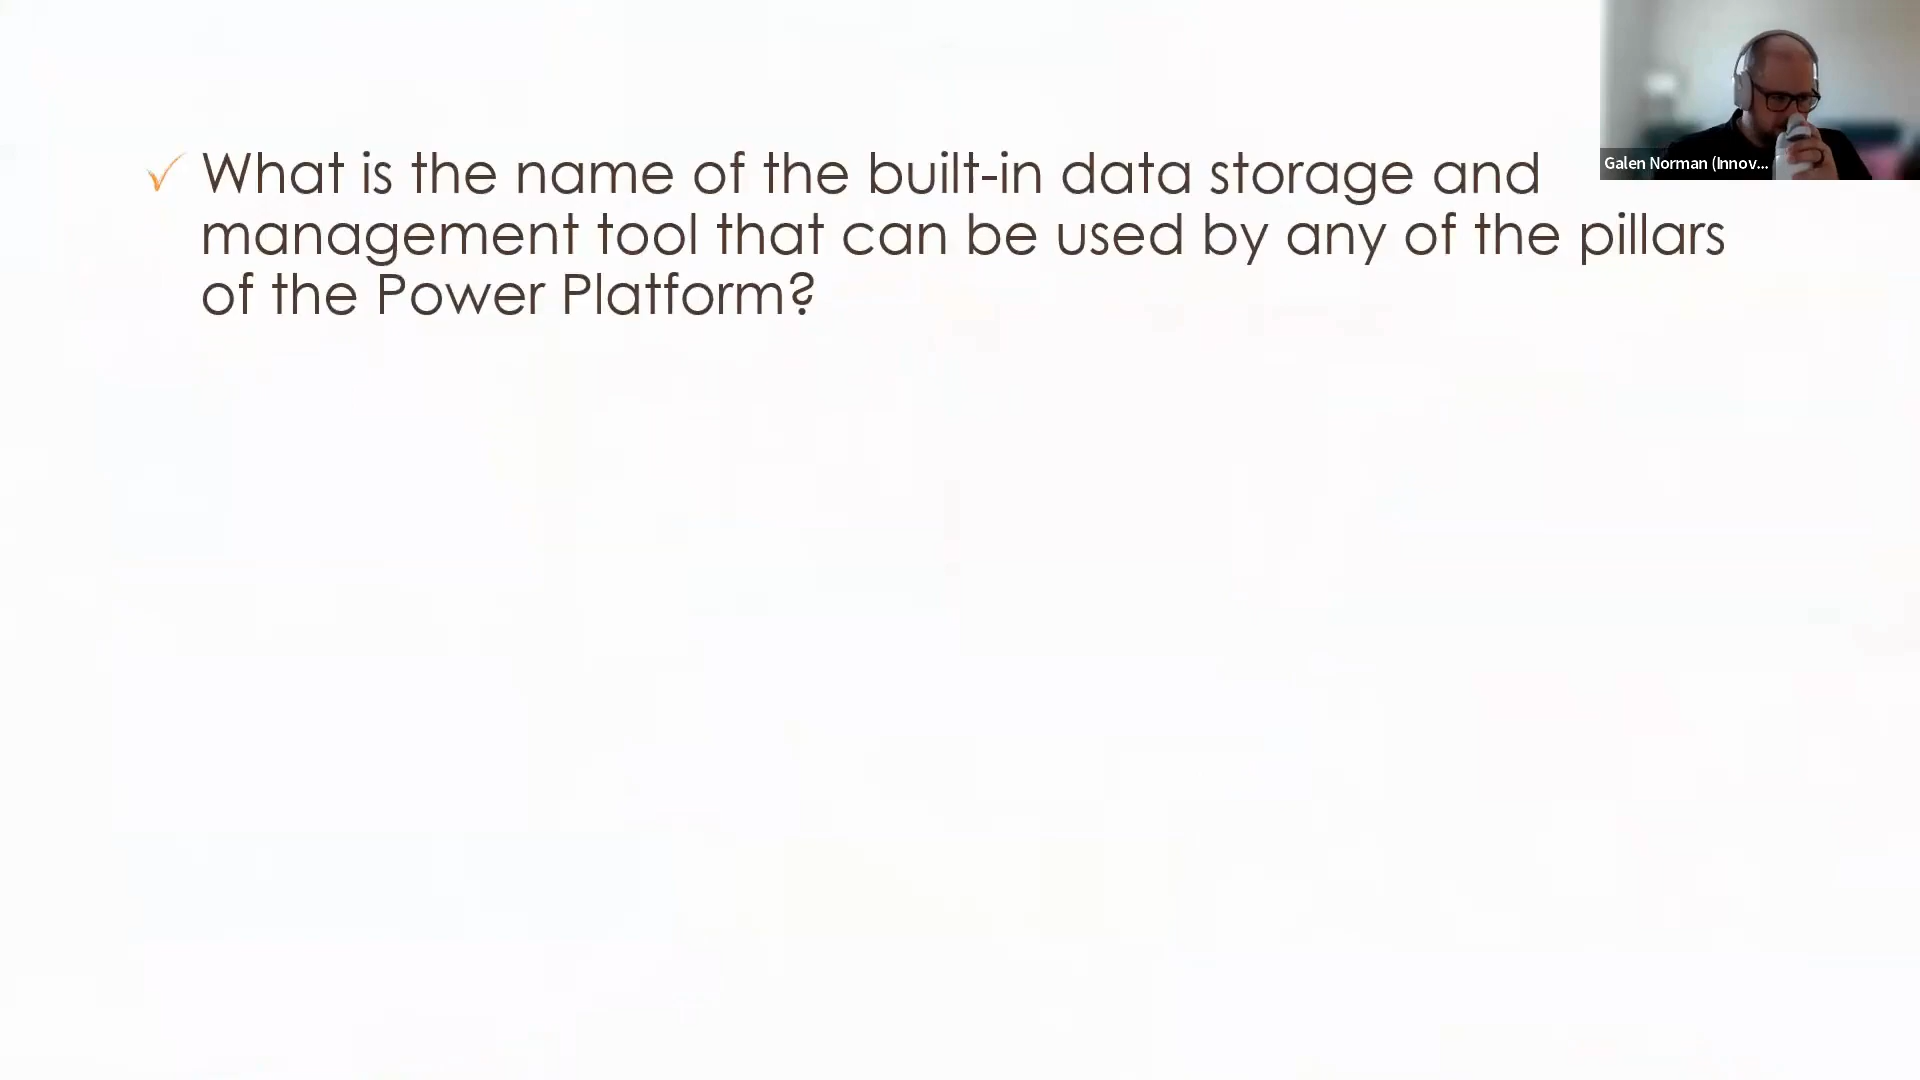 What is the name of the built-in data storage and
management tool that can be used by any of the pillars
of the Power Platform?
Galen Norman (Innov...